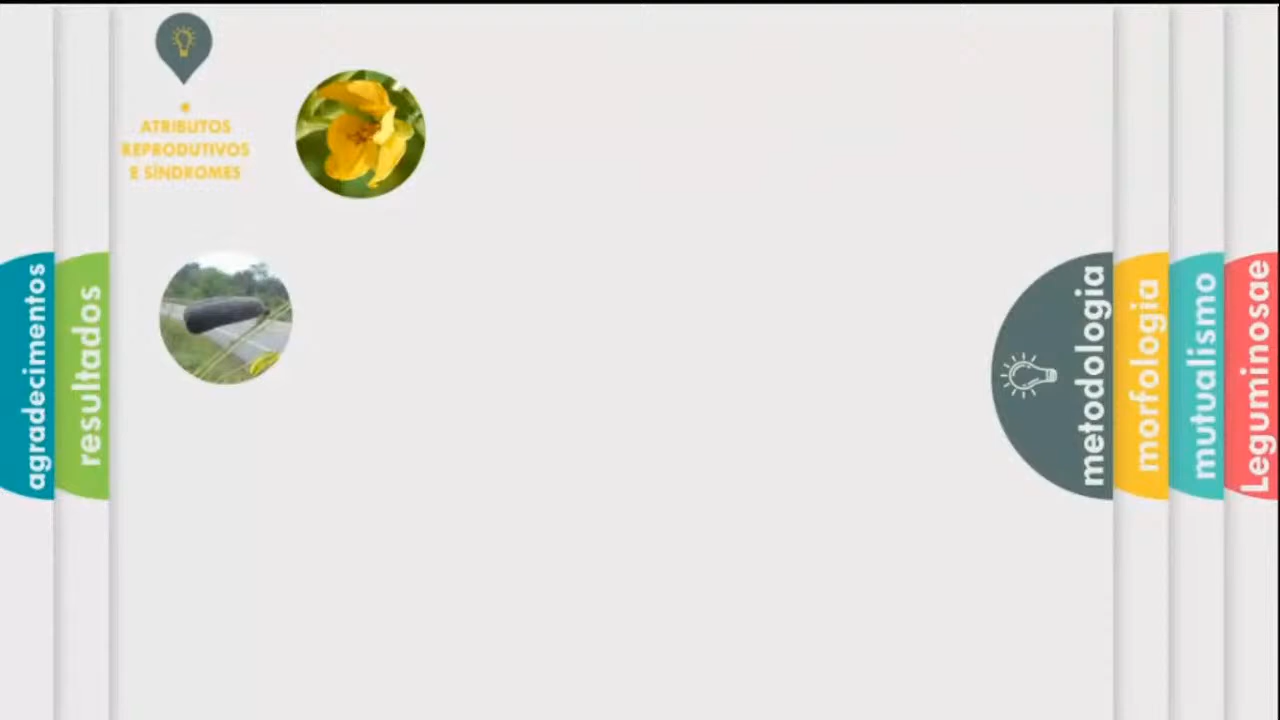 ATRIBUTOS
REPRODUTIVOS
E SÍNDROMES
agradecimentos
resultados
metodologia
morfologia
mutualismo
Leguminosae